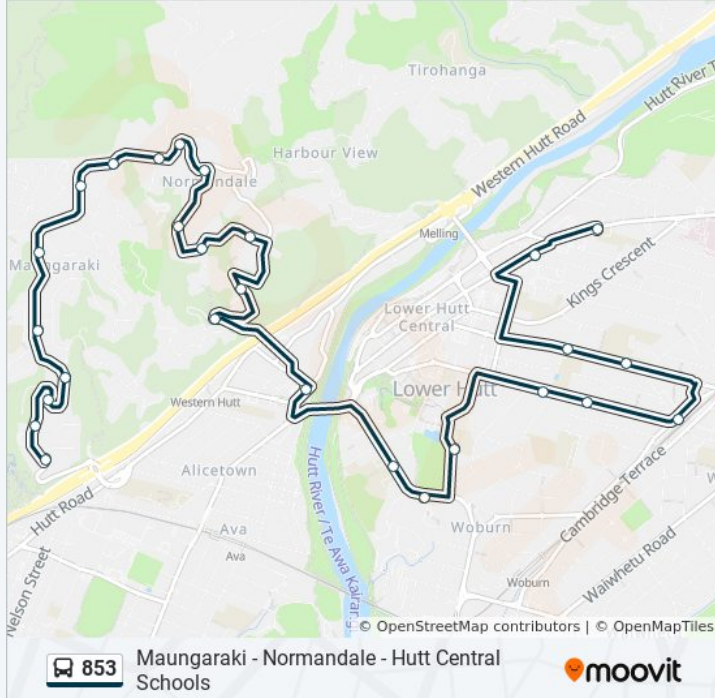 Tirohanga
Hutt River T
Harbour View
Western Hutt Road
Normandale
Melling
Maungaraki
Kings Crescent
Lower Hutt
Central
Western Hutt
Lower Hutt
Hutt River / Te Awa Kairan
Alicetown
Hutt Road
Cambridge Terrace
Woburn
Ava
Ava
Waiwhetu Road
Woburn
Nelson Street
© OpenStreetMap contributors | © OpenMapTiles
853
Maungaraki - Normandale - Hutt Central
Schools
moovit